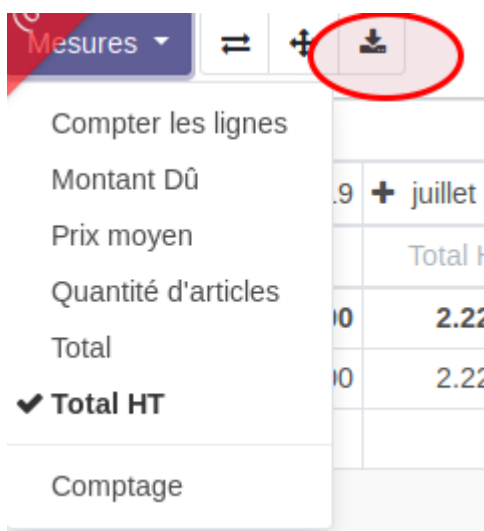 Mesures
Compter les lignes
Montant Dû
Prix moyen
Quantité d'articles
Total
Total HT
Comptage
.9
juillet
Total
2.22
2.22